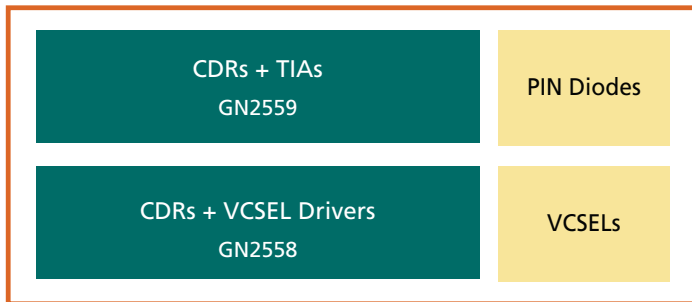 CDRs + TIAs
GN2559
PIN Diodes
CDRs + VCSEL Drivers
GN2558
VCSELs